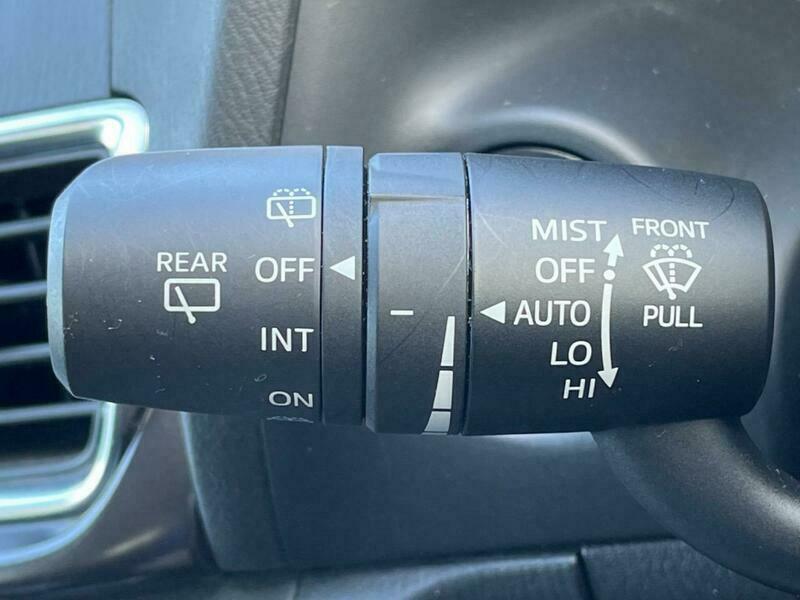 REAR
OFF
INT
ON
MIST
OFF
AUTO
LO
HI
FRONT
PULL